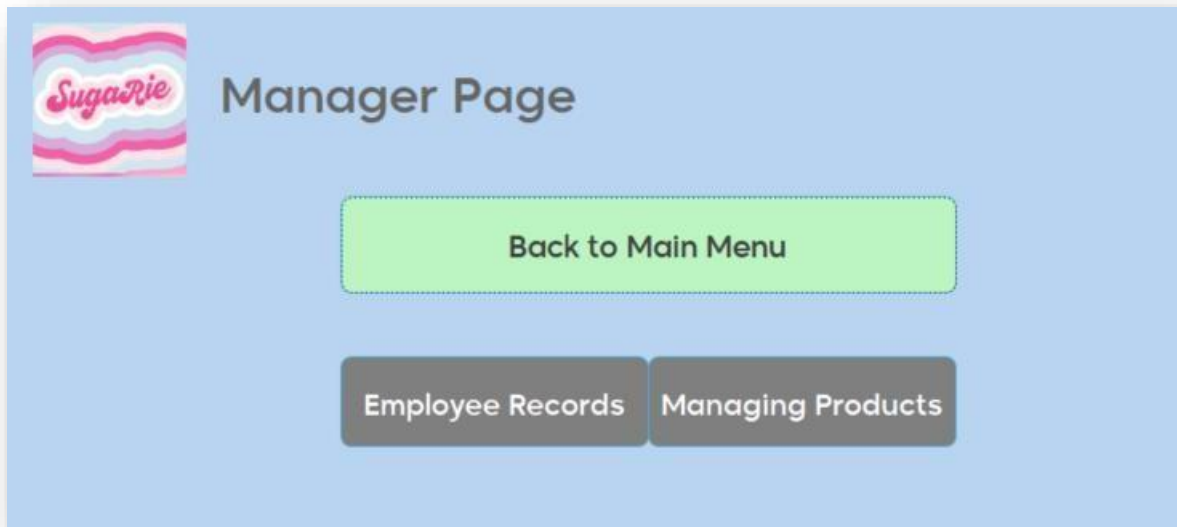 SugaRie
Manager Page
Back to Main Menu
Employee Records
Managing Products